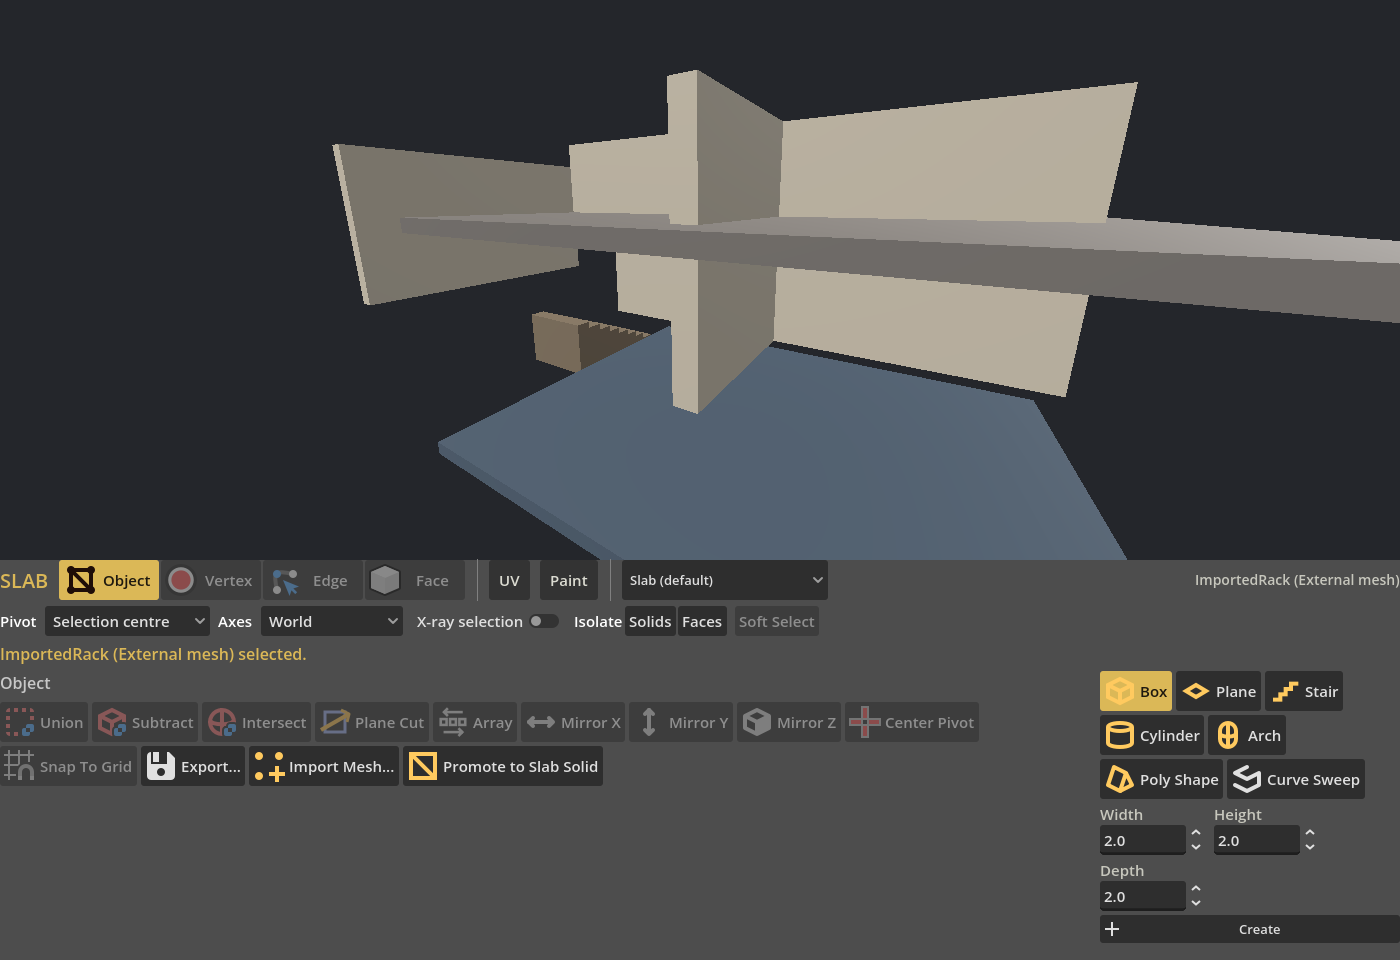 SLAB Object Vertex Edge Face UV Paint Slab (default) ImportedRack (External mesh)
Pivot Selection centre Axes World X-ray selection Isolate Solids Faces Soft Select
ImportedRack (External mesh) selected.
Object
Union Subtract Intersect Plane Cut Array Mirror X Mirror Y Mirror Z Center Pivot
Snap To Grid Export... Import Mesh... Promote to Slab Solid
Box Plane Stair
Cylinder Arch
Poly Shape Curve Sweep
Width Height
2.0 2.0
Depth
2.0
Create